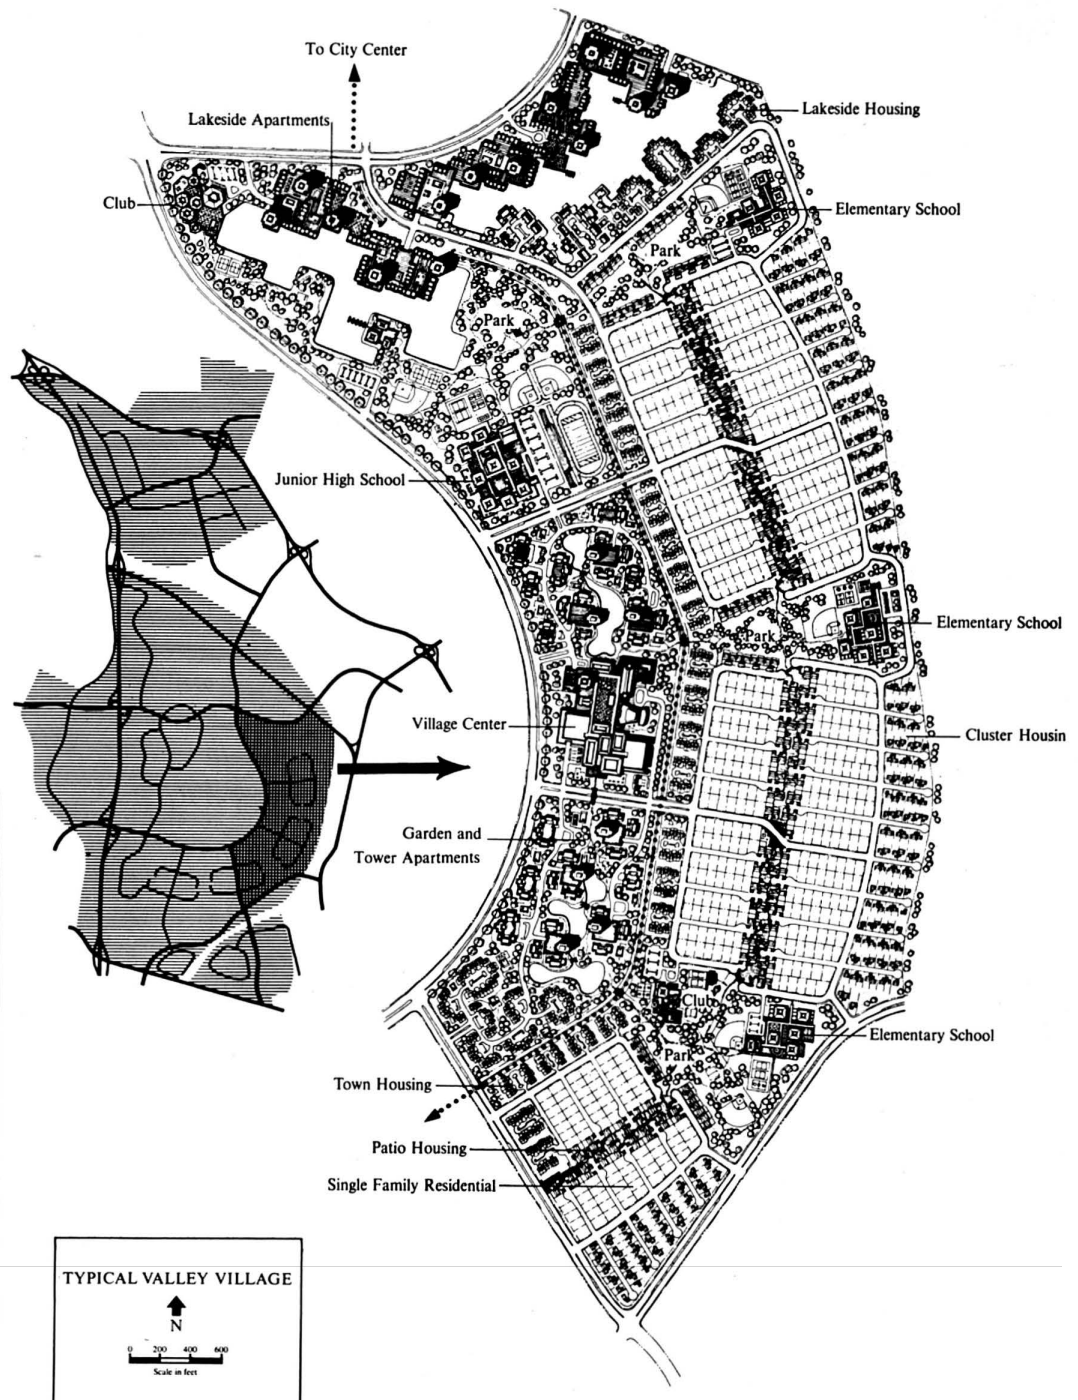 To City Center
Lakeside Apartments
Lakeside Housing
Club
Elementary School
Park
Park
Junior High School
Elementary School
Park
Village Center
Cluster Housin
Garden and
Tower Apartments
Club
Elementary School
Park
Town Housing
Patio Housing
Single Family Residential
TYPICAL VALLEY VILLAGE
N
0 200 400 600
Scale in feet